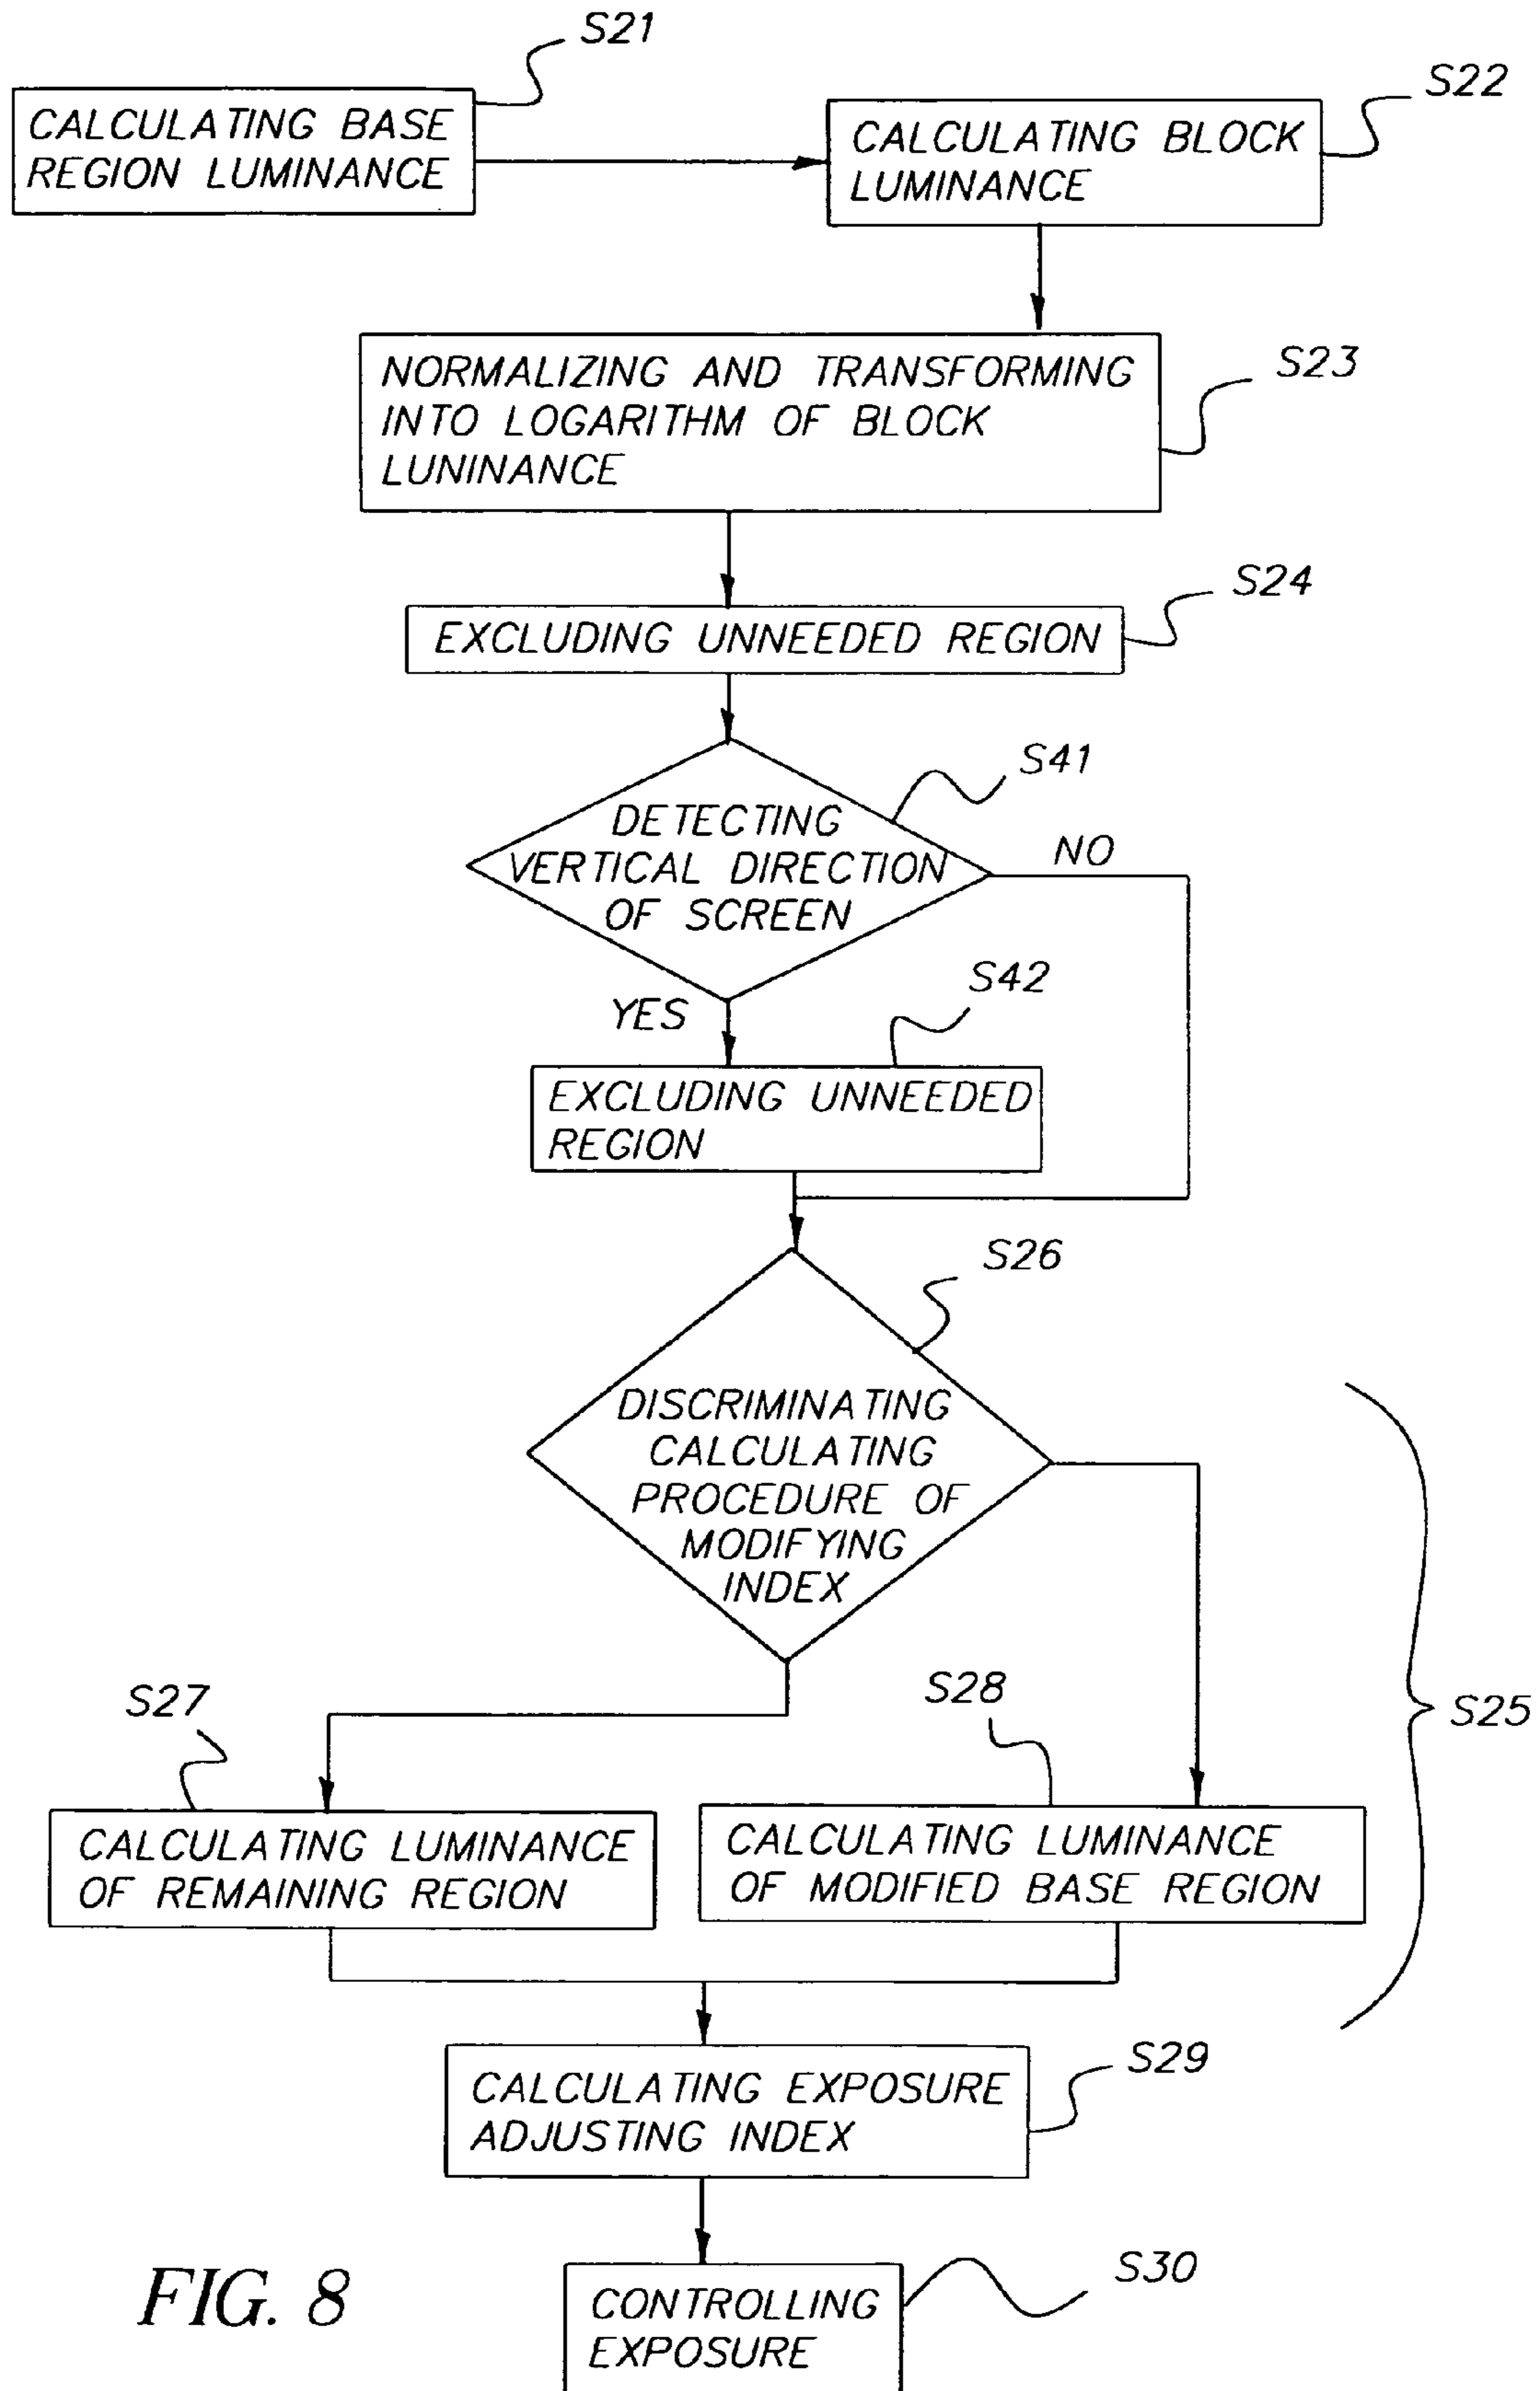 S21
CALCULATING BASE
REGION LUMINANCE
S22
CALCULATING BLOCK
LUMINANCE
S23
NORMALIZING AND TRANSFORMING
INTO LOGARITHM OF BLOCK
LUNINANCE
S24
EXCLUDING UNNEEDED REGION
S41
DETECTING
VERTICAL DIRECTION
OF SCREEN
NO
YES
S42
EXCLUDING UNNEEDED
REGION
S26
DISCRIMINATING
CALCULATING
PROCEDURE OF
MODIFYING
INDEX
S25
S27
CALCULATING LUMINANCE
OF REMAINING REGION
S28
CALCULATING LUMINANCE
OF MODIFIED BASE REGION
S29
CALCULATING EXPOSURE
ADJUSTING INDEX
S30
CONTROLLING
EXPOSURE
FIG. 8